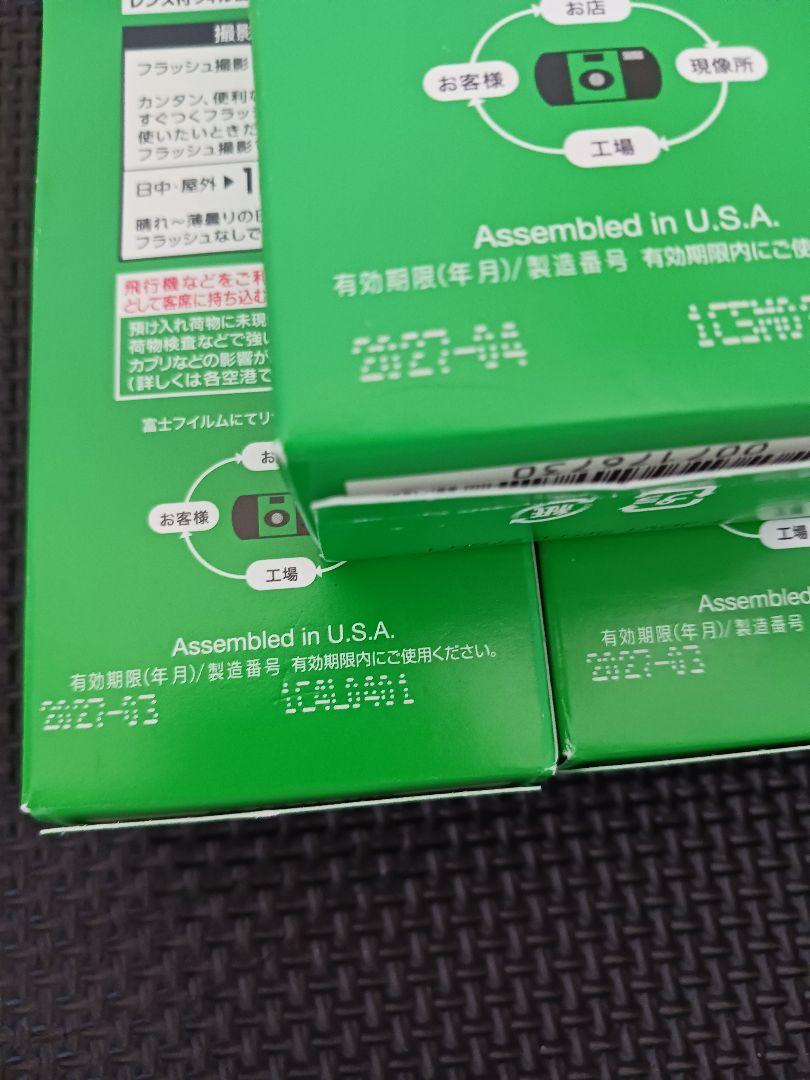 撮影
フラッシュ撮影
カンタン、便利な
すぐつくフラッ
使いたいときだ
フラッシュ撮影
日中・屋外▶1
晴れ〜薄曇りの日
フラッシュなしで
飛行機などをご利
として客席に持ち込む
預け入れ荷物に未現
荷物検査などで強い
カブリなどの影響が
(詳しくは各空港で
富士フイルムにてリ
お
お客様
工場
Assembled in U.S.A.
有効期限(年月)/製造番号 有効期限内にご使用ください。
2027-03 1CAL0401
お店
お客様
現像所
工場
Assembled in U.S.A.
有効期限(年月)/製造番号 有効期限内にご使
2027-04
工場
Assembled
有効期限(年月)/製造番号
2027-03